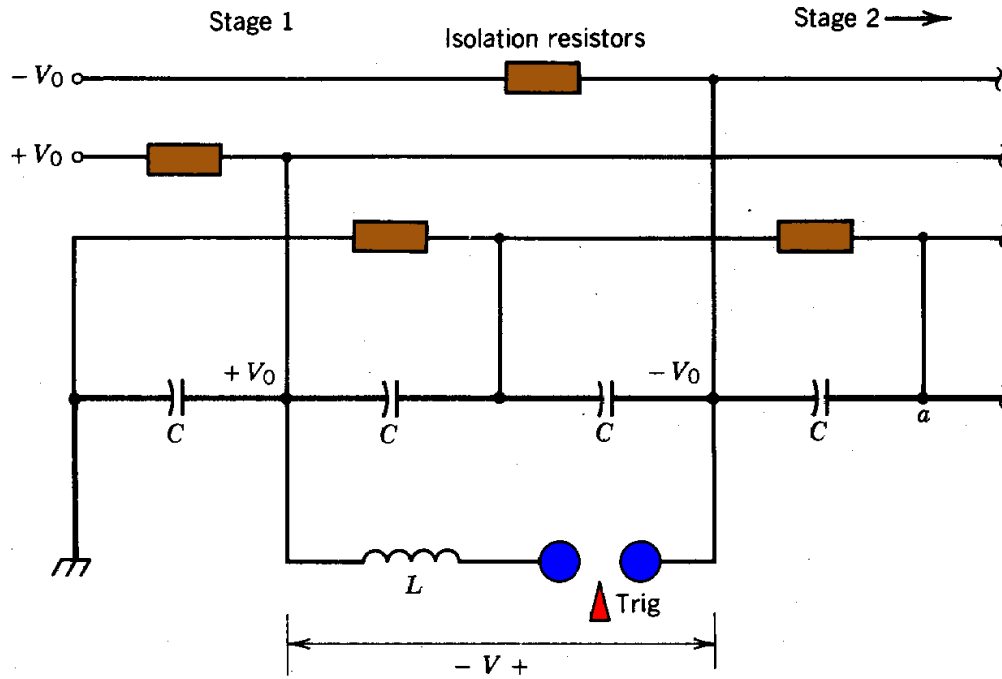 Stage 1
Stage 2
Isolation resistors
− V0
+ V0
+ V0
− V0
C
C
C
C
a
L
Trig
− V +